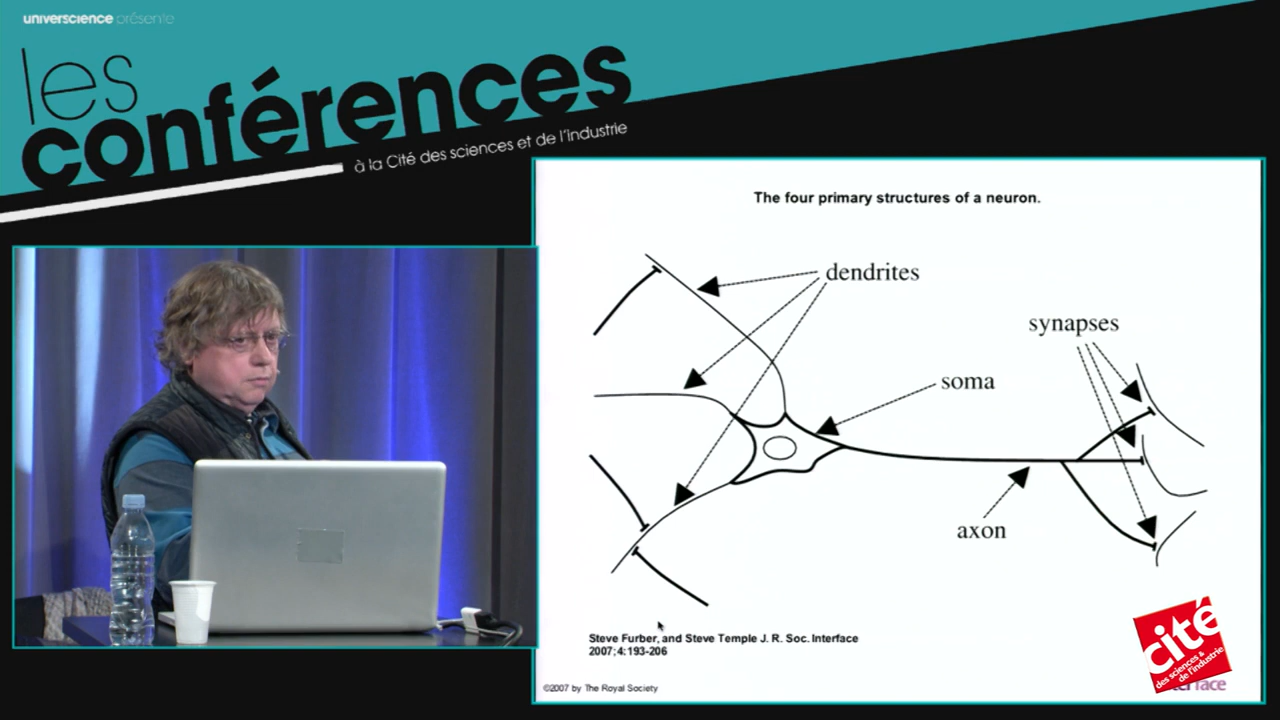 universcience présente
les
conférences
à la Cité des sciences et de l'industrie
The four primary structures of a neuron.
dendrites
synapses
soma
axon
Steve Furber, and Steve Temple J. R. Soc. Interface
2007;4:193-206
©2007 by The Royal Society
cité
des sciences &
de l'industrie